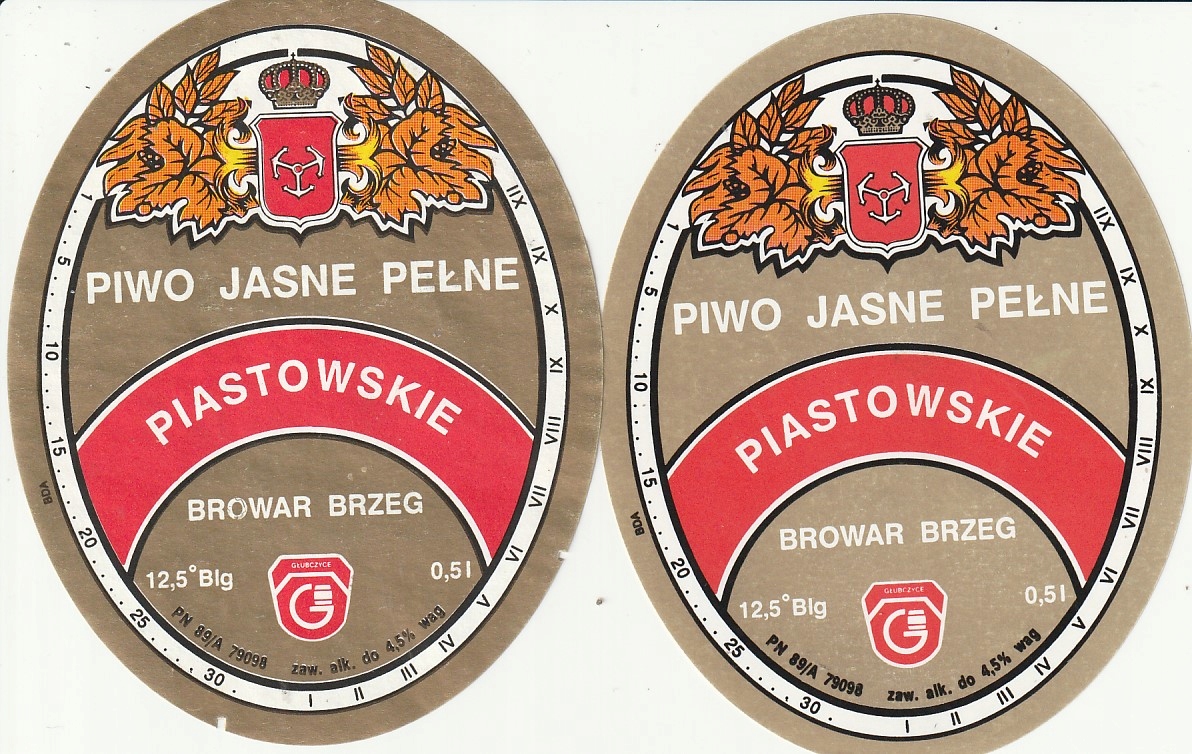 PIWO JASNE PEŁNE
PIASTOWSKIE
BROWAR BRZEG
12,5°Blg
GŁUBCZYCE
G
0,5l
PN 89/A 79098 zaw. alk. do 4,5% wag
BDA
1 ..... 5 ..... 10 ..... 15 ..... 20 ..... 25 ..... 30 .
I II III IV V VI VII VIII XI X IX XII
PIWO JASNE PEŁNE
PIASTOWSKIE
BROWAR BRZEG
12,5°Blg
GŁUBCZYCE
G
0,5l
PN 89/A 79098 zaw. alk. do 4,5% wag
BDA
1 ..... 5 ..... 10 ..... 15 ..... 20 ..... 25 ..... 30 .
I II III IV V VI VII VIII XI X IX XII